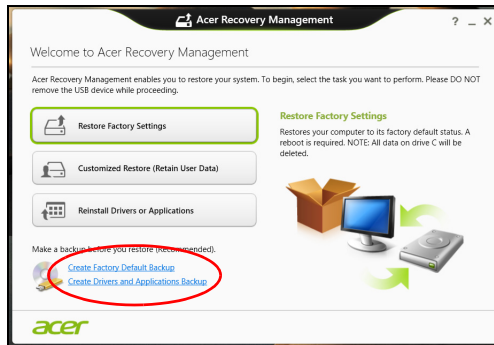 Acer Recovery Management
? _ X
Welcome to Acer Recovery Management
Acer Recovery Management enables you to restore your system. To begin, select the task you want to perform. Please DO NOT
remove the USB device while proceeding.
Restore Factory Settings
Customized Restore (Retain User Data)
Reinstall Drivers or Applications
Restore Factory Settings
Restores your computer to its factory default status. A
reboot is required. NOTE: All data on drive C will be
deleted.
Make a backup before you restore (Recommended).
Create Factory Default Backup
Create Drivers and Applications Backup
acer